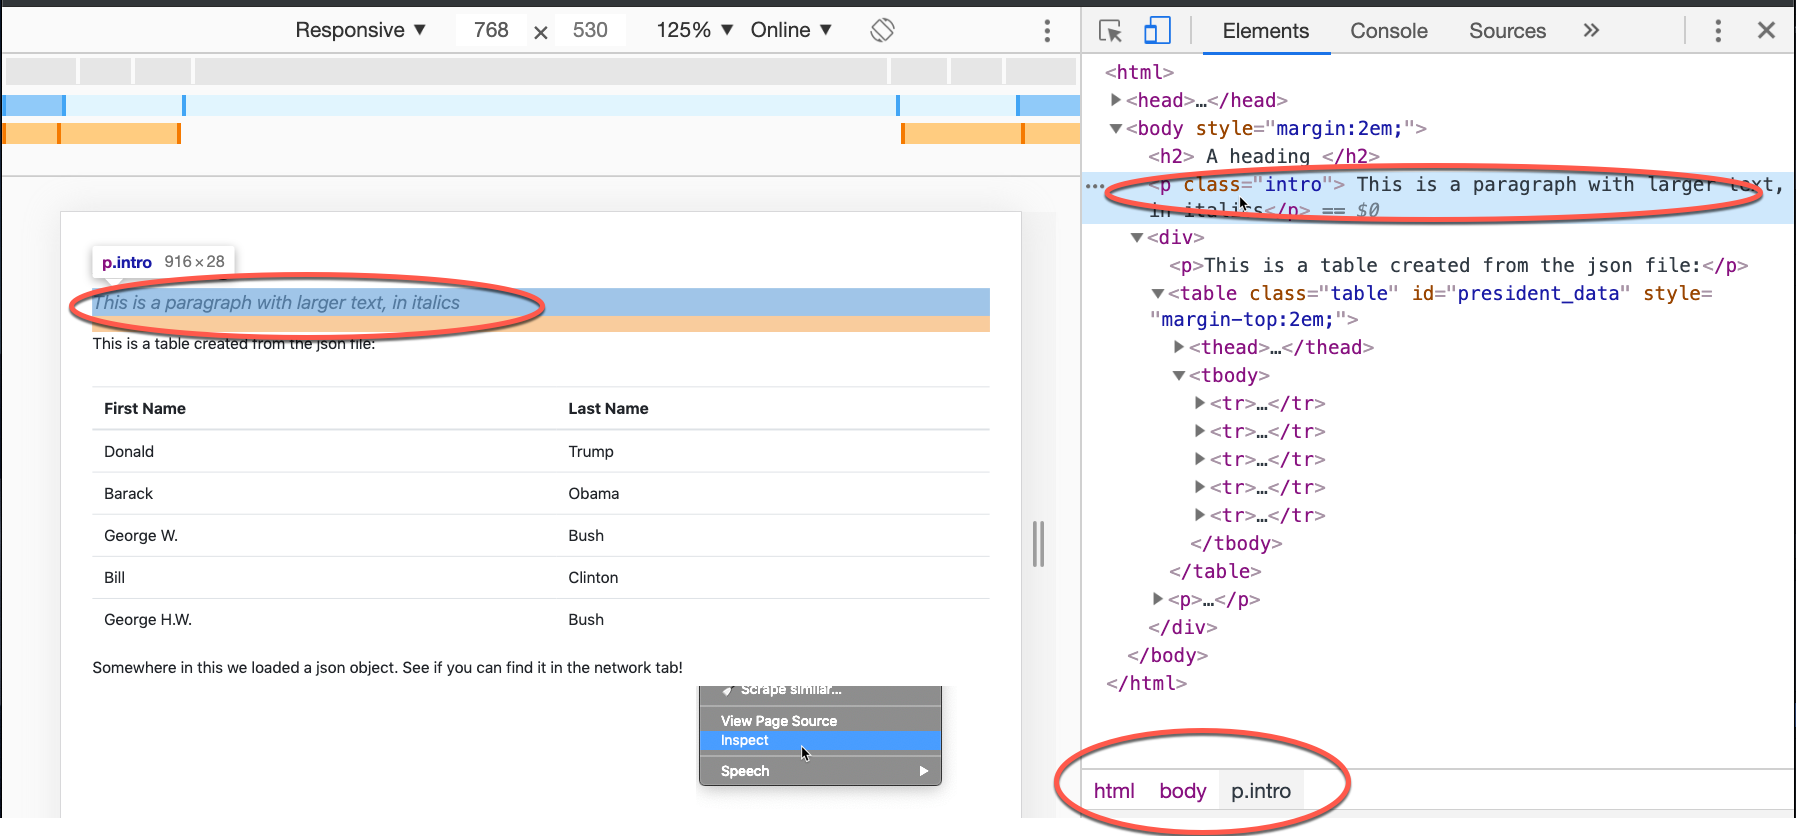 Responsive ▼ 768 × 530 125% ▼ Online ▼
p.intro 916×28
This is a paragraph with larger text, in italics
This is a table created from the json file:
First Name Last Name
Donald Trump
Barack Obama
George W. Bush
Bill Clinton
George H.W. Bush
Somewhere in this we loaded a json object. See if you can find it in the network tab!
Scrape similar...
View Page Source
Inspect
Speech ▶
Elements Console Sources »
<html>
▶<head>…</head>
▼<body style="margin:2em;">
<h2> A heading </h2>
…<p class="intro"> This is a paragraph with larger text,
in italics</p> == $0
▼<div>
<p>This is a table created from the json file:</p>
▼<table class="table" id="president_data" style=
"margin-top:2em;">
▶<thead>…</thead>
▼<tbody>
▶<tr>…</tr>
▶<tr>…</tr>
▶<tr>…</tr>
▶<tr>…</tr>
▶<tr>…</tr>
</tbody>
</table>
▶<p>…</p>
</div>
</body>
</html>
html body p.intro